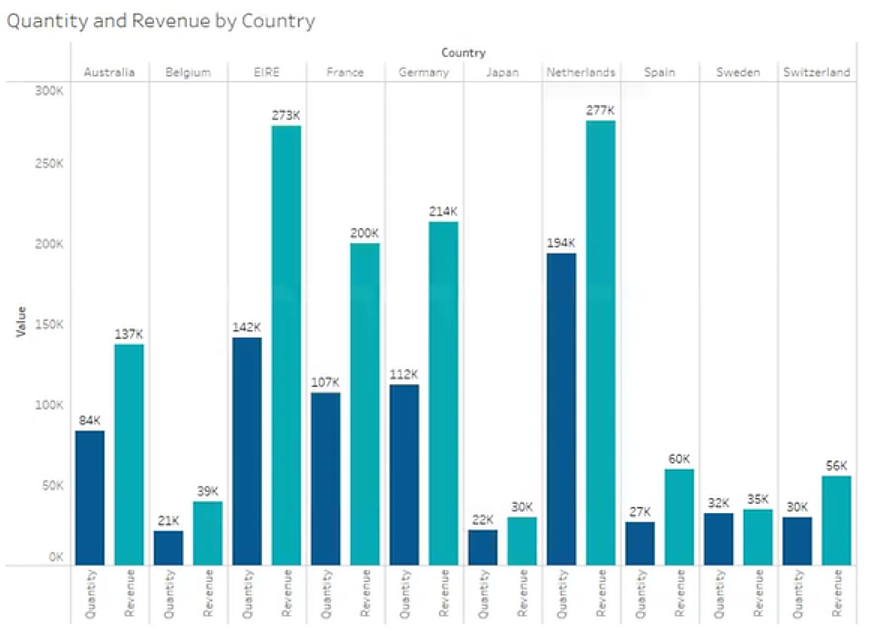 Quantity and Revenue by Country
Country
Australia Belgium EIRE France Germany Japan Netherlands Spain Sweden Switzerland
300K
250K
200K
150K
100K
50K
0K
Value
84K 137K
21K 39K
142K 273K
107K 200K
112K 214K
22K 30K
194K 277K
27K 60K
32K 35K
30K 56K
Quantity Revenue Quantity Revenue Quantity Revenue Quantity Revenue Quantity Revenue Quantity Revenue Quantity Revenue Quantity Revenue Quantity Revenue Quantity Revenue